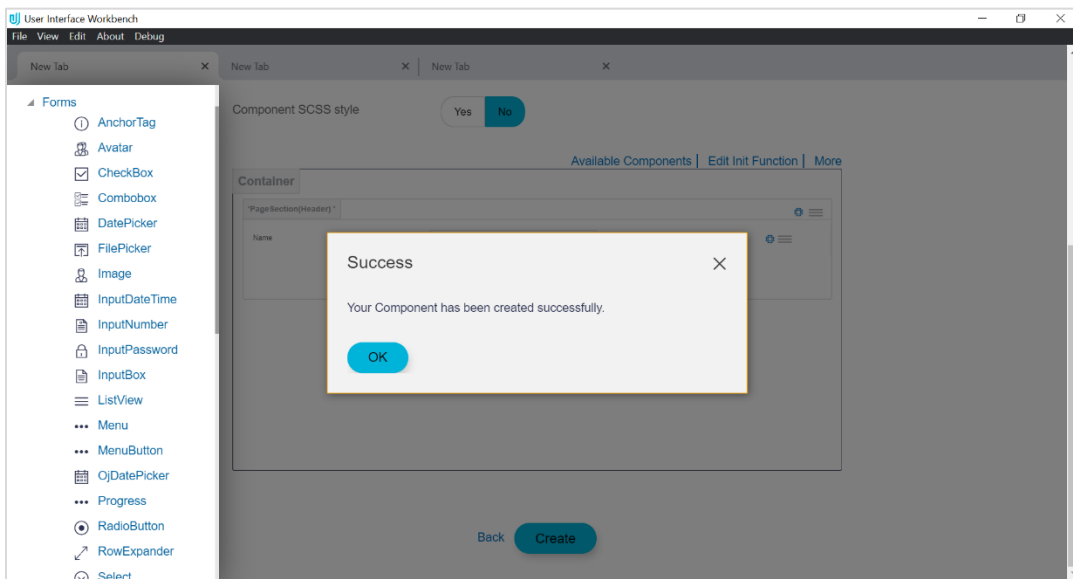 User Interface Workbench
File View Edit About Debug
New Tab New Tab New Tab
Forms
AnchorTag
Avatar
CheckBox
Combobox
DatePicker
FilePicker
Image
InputDateTime
InputNumber
InputPassword
InputBox
ListView
Menu
MenuButton
OjDatePicker
Progress
RadioButton
RowExpander
Select
Component SCSS style Yes No
Available Components | Edit Init Function | More
Container
*PageSection(Header) *
Name
Success
Your Component has been created successfully.
OK
Back Create